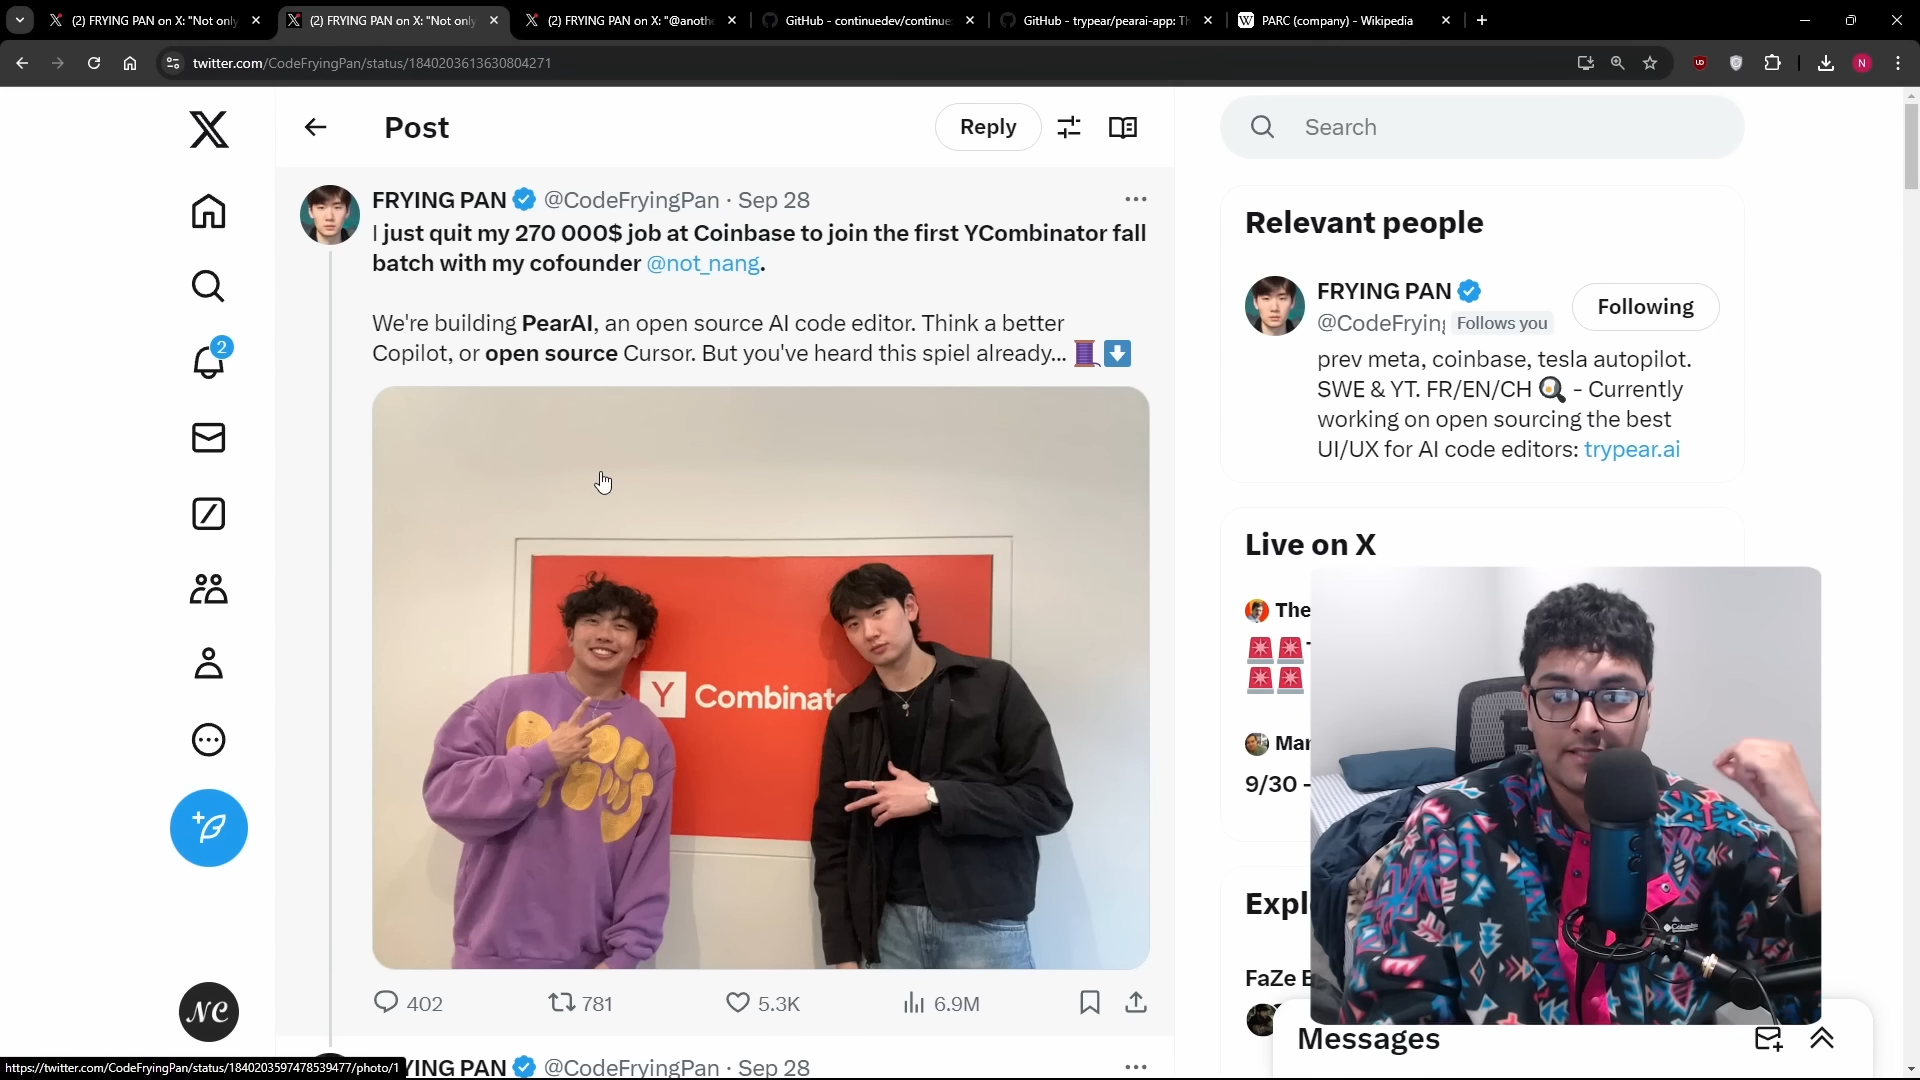 (2) FRYING PAN on X: "Not only
(2) FRYING PAN on X: "Not only
(2) FRYING PAN on X: "@anothe
GitHub - continuedev/continue
GitHub - trypear/pearai-app: Th
PARC (company) - Wikipedia
twitter.com/CodeFryingPan/status/1840203613630804271
N
Post
Reply
Search
2
FRYING PAN @CodeFryingPan · Sep 28
I just quit my 270 000$ job at Coinbase to join the first YCombinator fall
batch with my cofounder @not_nang.
We're building PearAI, an open source AI code editor. Think a better
Copilot, or open source Cursor. But you've heard this spiel already...
Y Combinato
402
781
5.3K
6.9M
YING PAN @CodeFryingPan · Sep 28
Relevant people
FRYING PAN
@CodeFrying Follows you
Following
prev meta, coinbase, tesla autopilot.
SWE & YT. FR/EN/CH - Currently
working on open sourcing the best
UI/UX for AI code editors: trypear.ai
Live on X
The
Mar
9/30 -
Expl
FaZe B
Columbia
Messages
NC
https://twitter.com/CodeFryingPan/status/1840203597478539477/photo/1